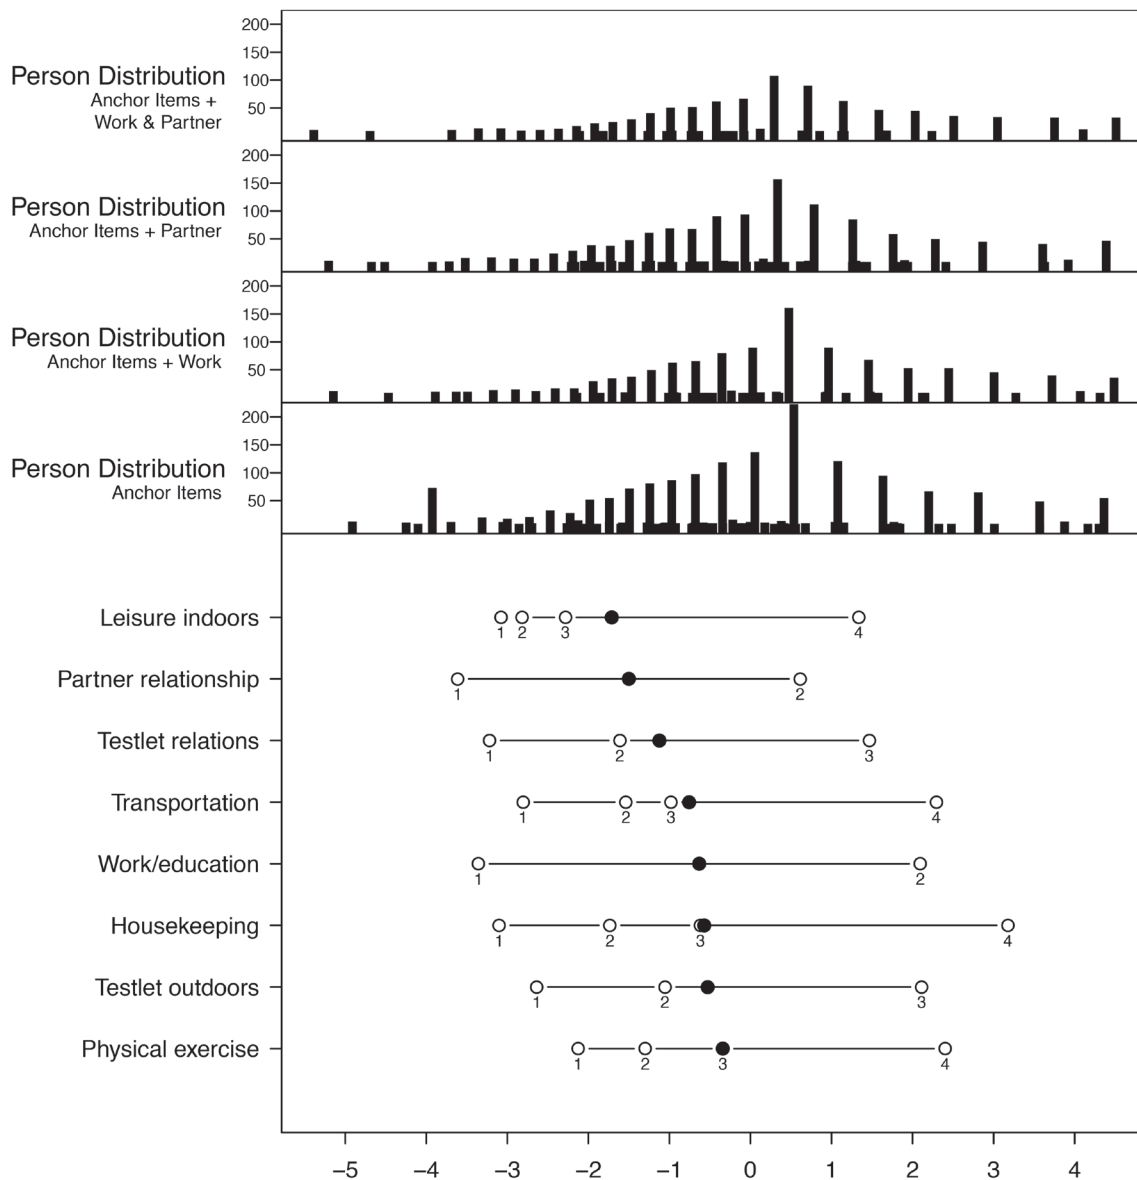 200
150
100
50
Person Distribution
Anchor Items +
Work & Partner
200
150
100
50
Person Distribution
Anchor Items + Partner
200
150
100
50
Person Distribution
Anchor Items + Work
200
150
100
50
Person Distribution
Anchor Items
Leisure indoors
1 2 3 4
Partner relationship
1 2
Testlet relations
1 2 3
Transportation
1 2 3 4
Work/education
1 2
Housekeeping
1 2 3 4
Testlet outdoors
1 2 3
Physical exercise
1 2 3 4
−5 −4 −3 −2 −1 0 1 2 3 4